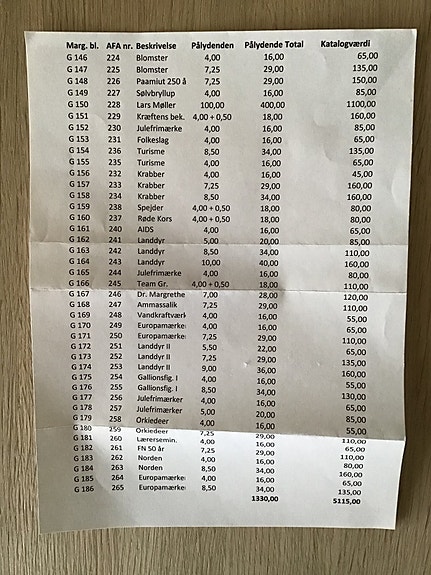 Marg. bl. AFA nr. Beskrivelse Pålydenden Pålydende Total Katalogværdi
G 146 224 Blomster 4,00 16,00 65,00
G 147 225 Blomster 7,25 29,00 135,00
G 148 226 Paamiut 250 å 7,25 29,00 150,00
G 149 227 Sølvbryllup 4,00 16,00 85,00
G 150 228 Lars Møller 100,00 400,00 1100,00
G 151 229 Kræftens bek. 4,00 + 0,50 18,00 160,00
G 152 230 Julefrimærke 4,00 16,00 80,00
G 153 231 Folkeslag 4,00 16,00 65,00
G 154 236 Turisme 8,50 34,00 135,00
G 155 235 Turisme 4,00 16,00 65,00
G 156 232 Krabber 4,00 16,00 45,00
G 157 233 Krabber 7,25 29,00 160,00
G 158 234 Krabber 8,50 34,00 160,00
G 159 238 Spejder 4,00 + 0,50 18,00 80,00
G 160 237 Røde Kors 4,00 + 0,50 18,00 80,00
G 161 240 AIDS 4,00 16,00 65,00
G 162 241 Landdyr 5,00 20,00 85,00
G 163 242 Landdyr 8,50 34,00 110,00
G 164 243 Landdyr 10,00 40,00 160,00
G 165 244 Julefrimærke 4,00 16,00 80,00
G 166 245 Team Gr. 4,00 + 0,50 18,00 110,00
G 167 246 Dr. Margrethe 7,00 28,00 120,00
G 168 247 Ammassalik 7,25 29,00 110,00
G 169 248 Vandkraftværk 4,00 16,00 55,00
G 170 249 Europamærke 4,00 16,00 65,00
G 171 250 Europamærke 7,25 29,00 110,00
G 172 251 Landdyr II 5,50 22,00 65,00
G 173 252 Landdyr II 7,25 29,00 135,00
G 174 253 Landdyr II 9,00 36,00 160,00
G 175 254 Gallionsfig. I 4,00 16,00 55,00
G 176 255 Gallionsfig. I 8,50 34,00 130,00
G 177 256 Julefrimærker 4,00 16,00 65,00
G 178 257 Julefrimærker 5,00 20,00 85,00
G 179 258 Orkideer 4,00 16,00 55,00
G 180 259 Orkideer 7,25 29,00 110,00
G 181 260 Lærersemin. 4,00 16,00 65,00
G 182 261 FN 50 år 7,25 29,00 110,00
G 183 262 Norden 4,00 16,00 80,00
G 184 263 Norden 8,50 34,00 160,00
G 185 264 Europamærke 4,00 16,00 65,00
G 186 265 Europamærke 8,50 34,00 135,00
1330,00 5115,00